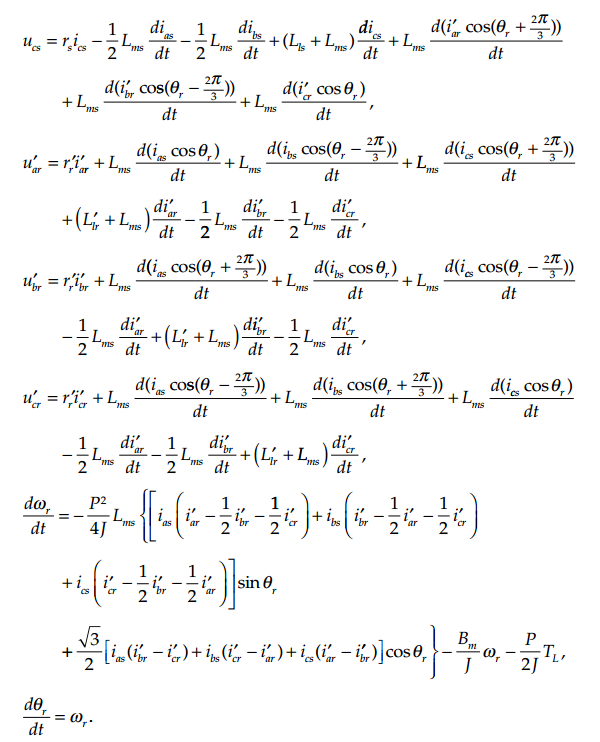 u_cs = r_s i_cs − 1/2 L_ms di_as/dt − 1/2 L_ms di_bs/dt + (L_ls + L_ms) di_cs/dt + L_ms d(i′_ar cos(θ_r + 2π/3))/dt
+ L_ms d(i′_br cos(θ_r − 2π/3))/dt + L_ms d(i′_cr cos θ_r)/dt ,
u′_ar = r′_r i′_ar + L_ms d(i_as cos θ_r)/dt + L_ms d(i_bs cos(θ_r − 2π/3))/dt + L_ms d(i_cs cos(θ_r + 2π/3))/dt
+ (L′_lr + L_ms) di′_ar/dt − 1/2 L_ms di′_br/dt − 1/2 L_ms di′_cr/dt ,
u′_br = r′_r i′_br + L_ms d(i_as cos(θ_r + 2π/3))/dt + L_ms d(i_bs cos θ_r)/dt + L_ms d(i_cs cos(θ_r − 2π/3))/dt
− 1/2 L_ms di′_ar/dt + (L′_lr + L_ms) di′_br/dt − 1/2 L_ms di′_cr/dt ,
u′_cr = r′_r i′_cr + L_ms d(i_as cos(θ_r − 2π/3))/dt + L_ms d(i_bs cos(θ_r + 2π/3))/dt + L_ms d(i_cs cos θ_r)/dt
− 1/2 L_ms di′_ar/dt − 1/2 L_ms di′_br/dt + (L′_lr + L_ms) di′_cr/dt ,
dω_r/dt = − P²/4J L_ms {[ i_as ( i′_ar − 1/2 i′_br − 1/2 i′_cr ) + i_bs ( i′_br − 1/2 i′_ar − 1/2 i′_cr )
+ i_cs ( i′_cr − 1/2 i′_br − 1/2 i′_ar )] sin θ_r
+ √3/2 [ i_as (i′_br − i′_cr) + i_bs (i′_cr − i′_ar) + i_cs (i′_ar − i′_br)] cos θ_r } − B_m/J ω_r − P/2J T_L ,
dθ_r/dt = ω_r .